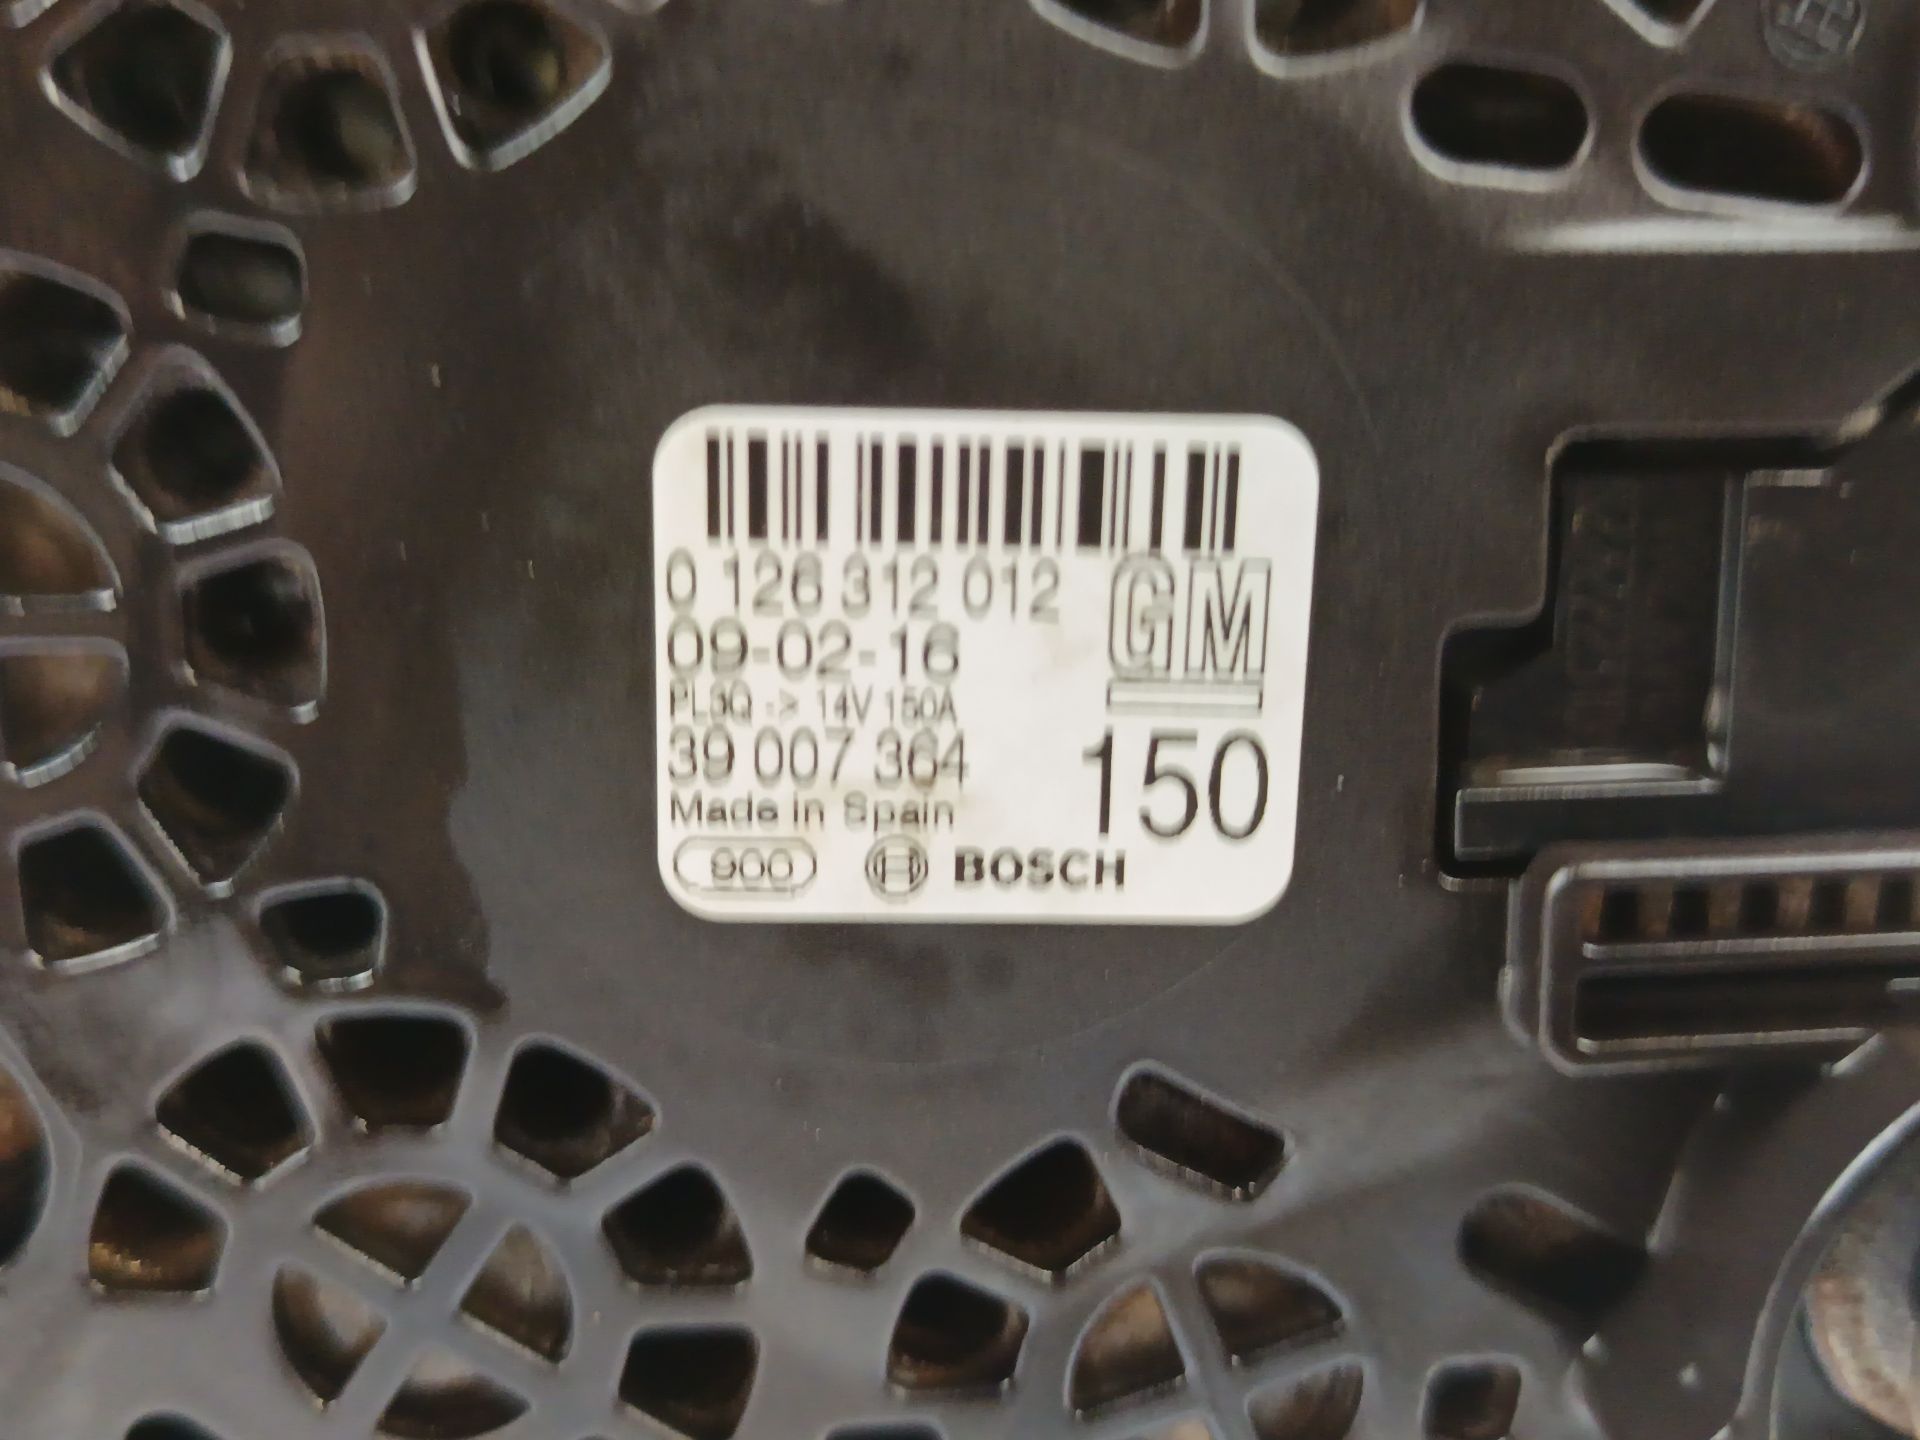 0 126 312 012
GM
09-02-16
PL3Q -> 14V 150A
39 007 364
150
Made in Spain
900 BOSCH